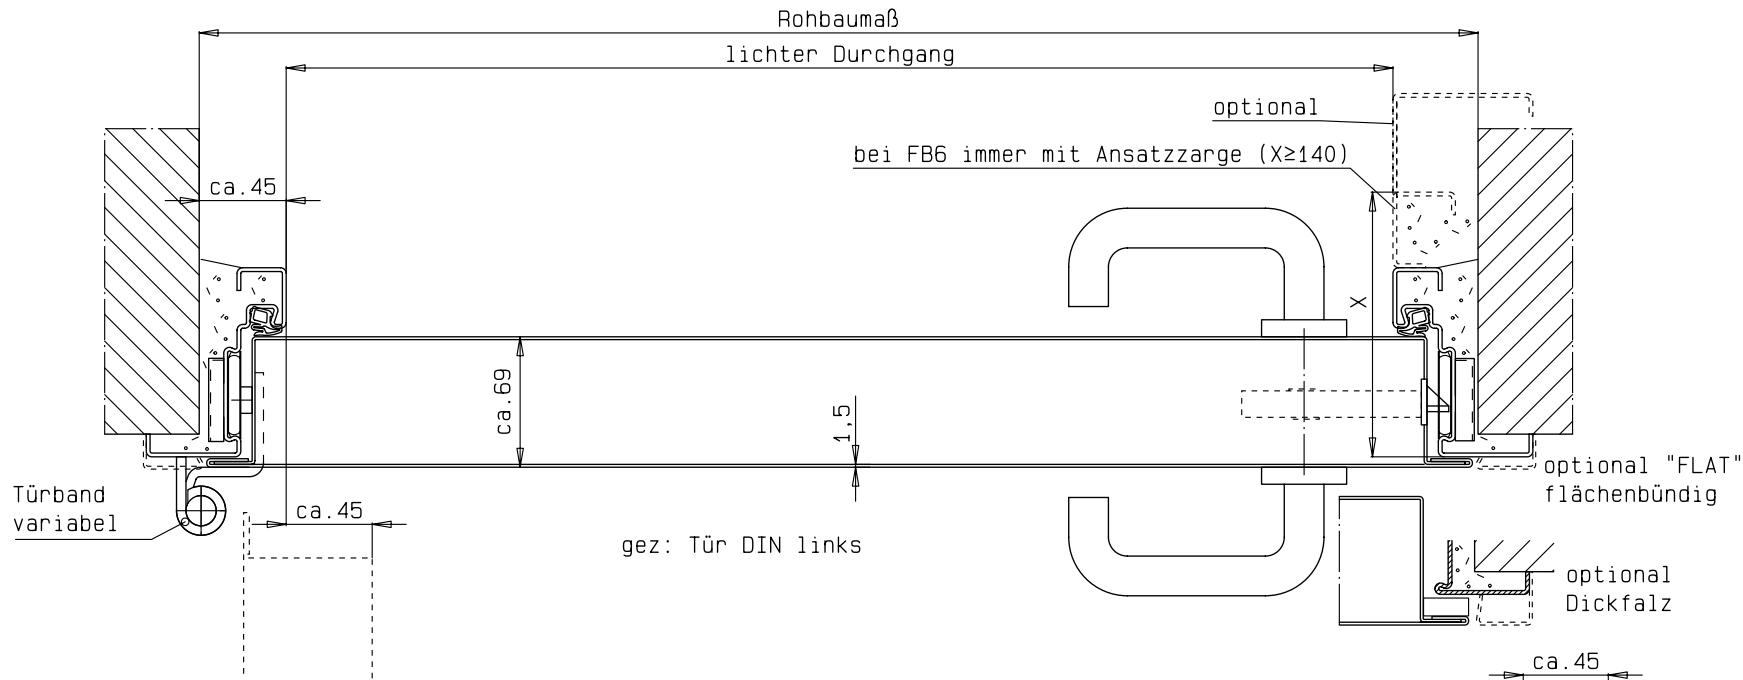 Rohbaumaß
lichter Durchgang
optional
bei FB6 immer mit Ansatzzarge (X≥140)
ca.45
X
ca.69
1,5
optional "FLAT"
flächenbündig
Türband
variabel
ca.45
gez: Tür DIN links
optional
Dickfalz
ca.45